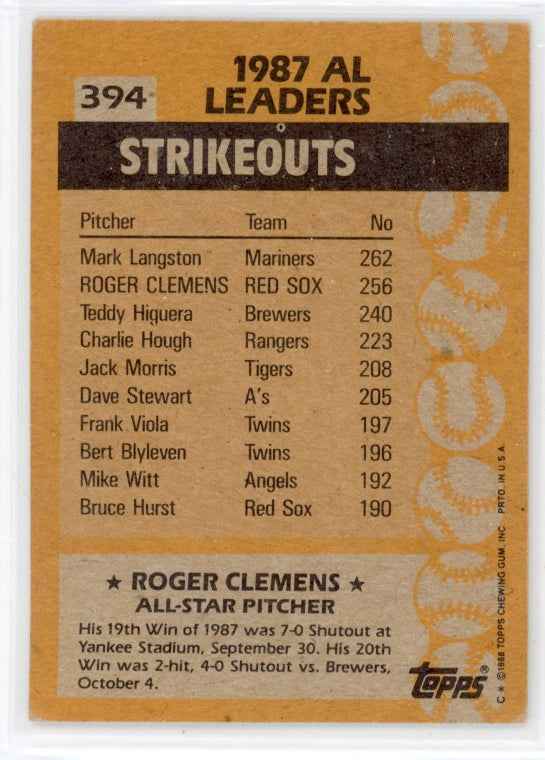 394
1987 AL
LEADERS
STRIKEOUTS
Pitcher Team No
Mark Langston Mariners 262
ROGER CLEMENS RED SOX 256
Teddy Higuera Brewers 240
Charlie Hough Rangers 223
Jack Morris Tigers 208
Dave Stewart A's 205
Frank Viola Twins 197
Bert Blyleven Twins 196
Mike Witt Angels 192
Bruce Hurst Red Sox 190
★ ROGER CLEMENS ★
ALL-STAR PITCHER
His 19th Win of 1987 was 7-0 Shutout at
Yankee Stadium, September 30. His 20th
Win was 2-hit, 4-0 Shutout vs. Brewers,
October 4.
topps®
C * ©1988 TOPPS CHEWING GUM, INC. PRTD. IN U.S.A.